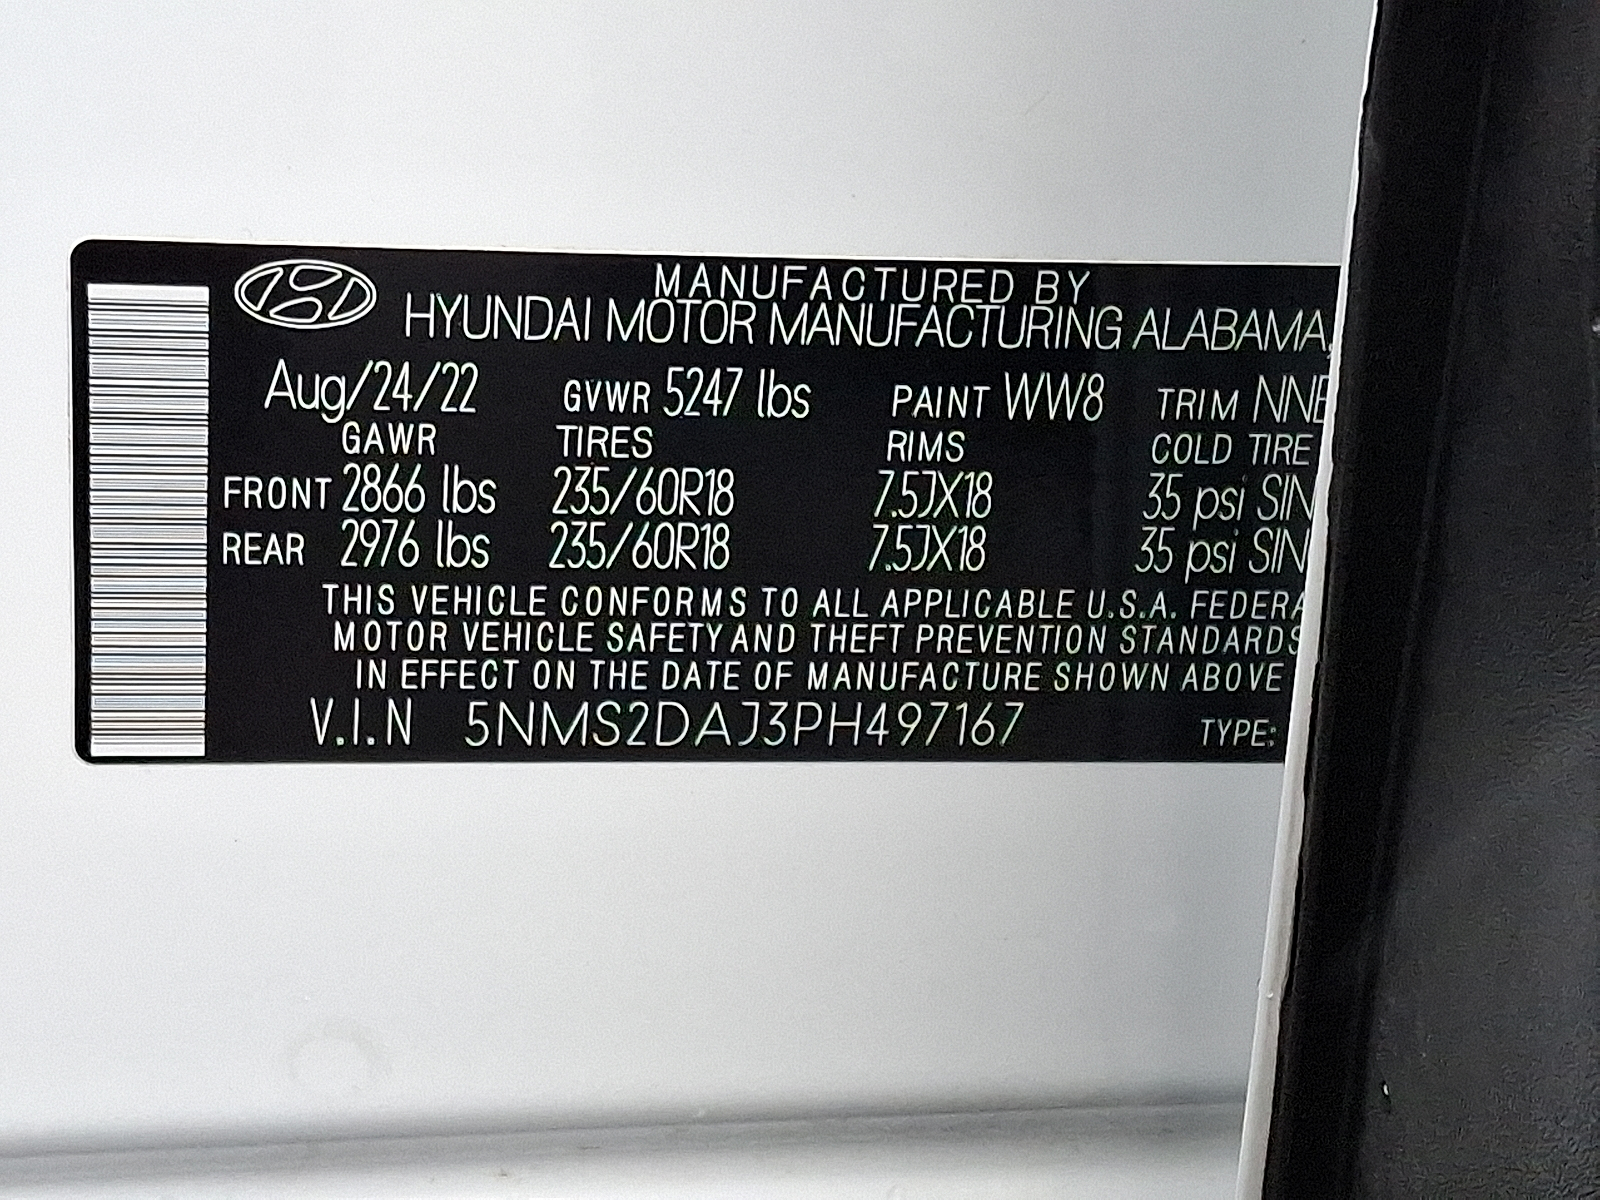 MANUFACTURED BY
HYUNDAI MOTOR MANUFACTURING ALABAMA,
Aug/24/22 GVWR 5247 lbs PAINT WW8 TRIM
GAWR TIRES RIMS COLD TIRE
FRONT 2866 lbs 235/60R18 7.5JX18 35 psi SIN
REAR 2976 lbs 235/60R18 7.5JX18 35 psi SIN
THIS VEHICLE CONFORMS TO ALL APPLICABLE U.S.A. FEDERA
MOTOR VEHICLE SAFETY AND THEFT PREVENTION STANDARDS
IN EFFECT ON THE DATE OF MANUFACTURE SHOWN ABOVE
V.I.N 5NMS2DAJ3PH497167 TYPE: